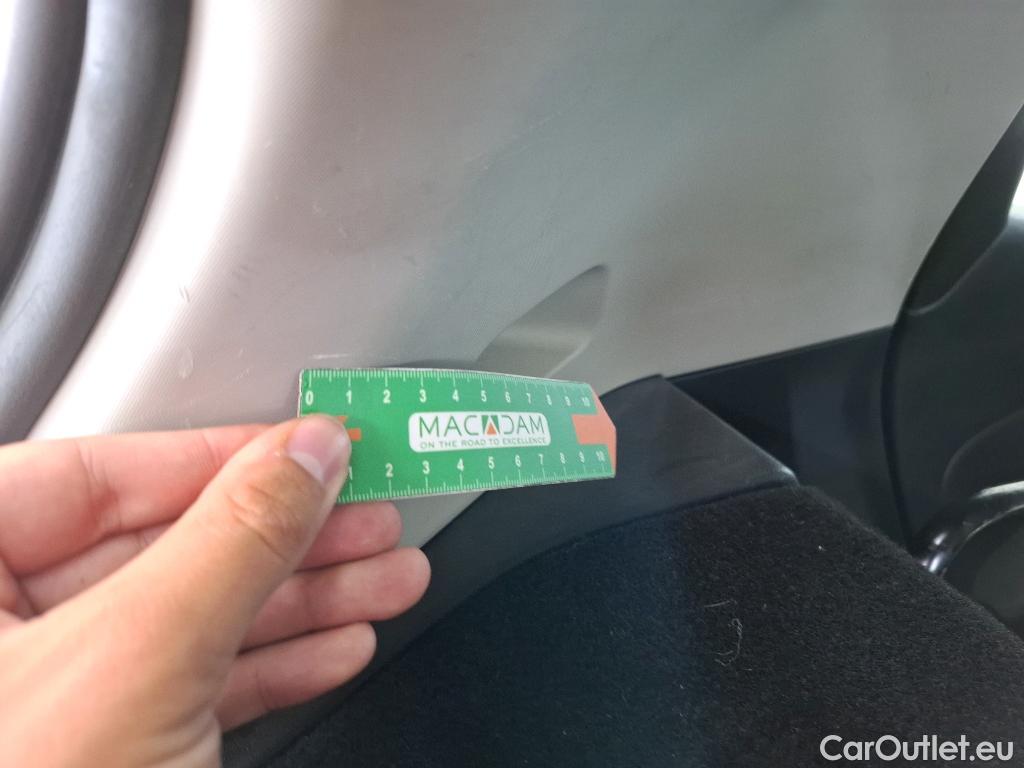 0 1 2 3 4 5 6 7 8 9 10
MACADAM
ON THE ROAD TO EXCELLENCE
1 2 3 4 5 6 7 8 9 10
CarOutlet.eu